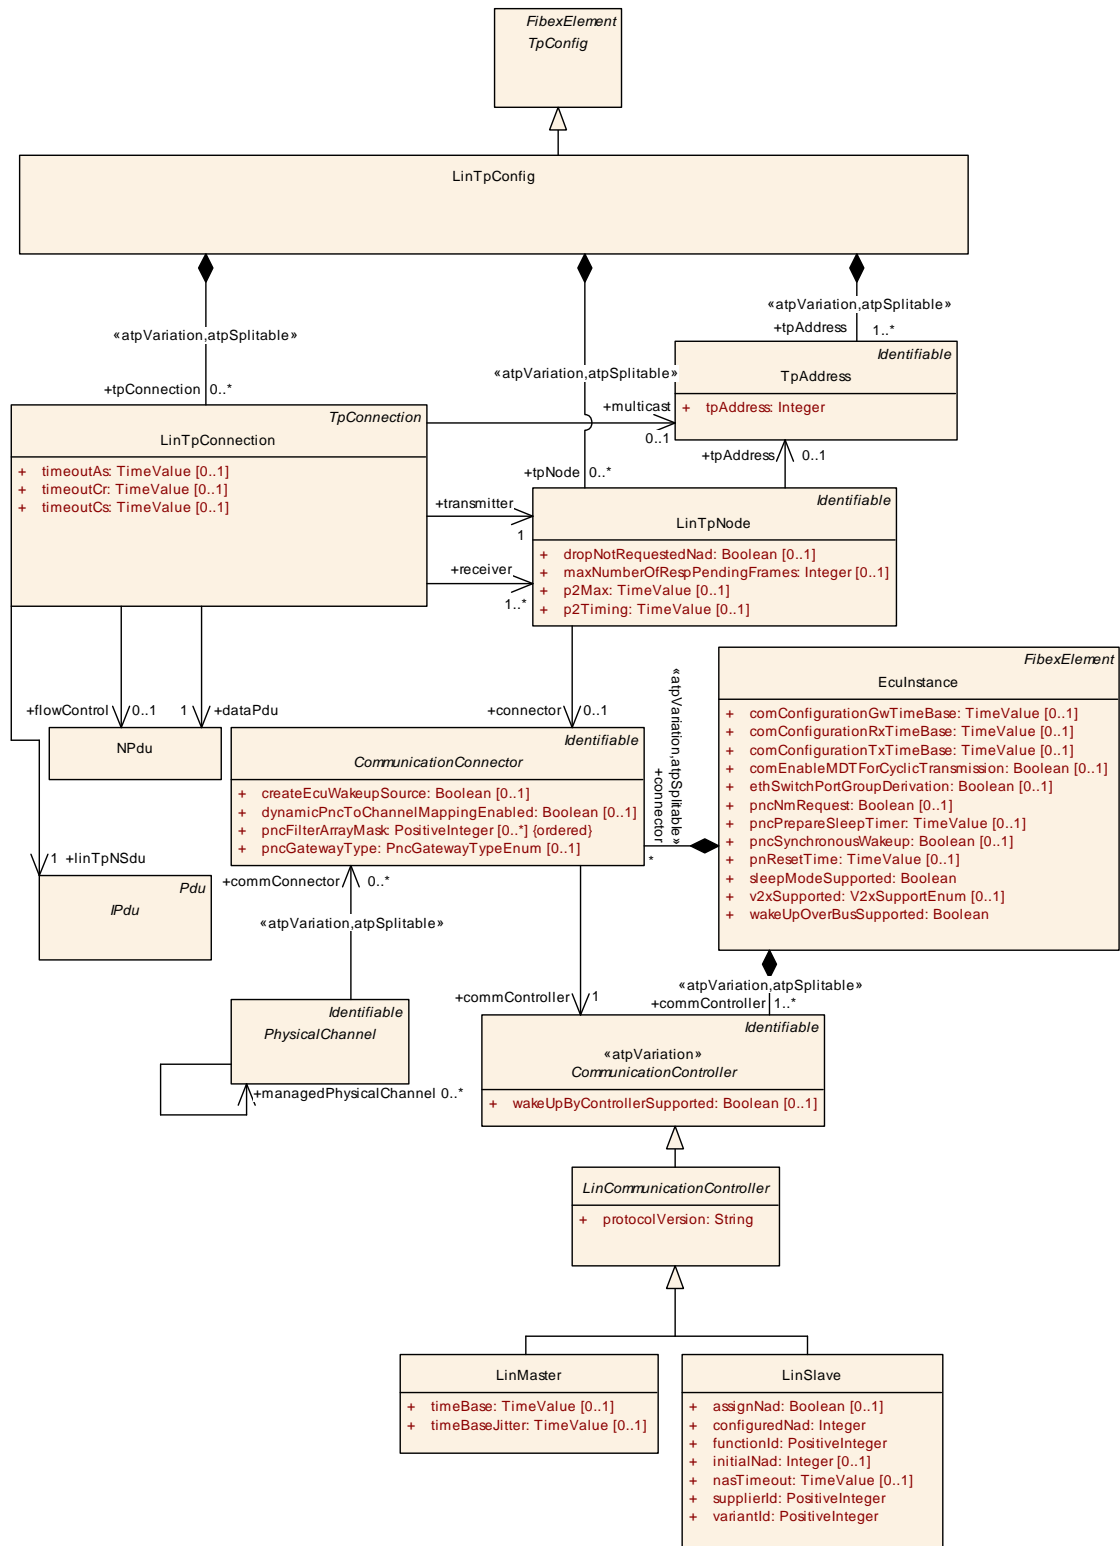 FibexElement
TpConfig
LinTpConfig
«atpVariation,atpSplitable»
+tpAddress 1..*
«atpVariation,atpSplitable»
+tpConnection 0..*
«atpVariation,atpSplitable»
+tpNode 0..*
Identifiable
TpAddress
+ tpAddress: Integer
TpConnection
LinTpConnection
+ timeoutAs: TimeValue [0..1]
+ timeoutCr: TimeValue [0..1]
+ timeoutCs: TimeValue [0..1]
+multicast
0..1
+tpAddress 0..1
+transmitter
1
+receiver
1..*
Identifiable
LinTpNode
+ dropNotRequestedNad: Boolean [0..1]
+ maxNumberOfRespPendingFrames: Integer [0..1]
+ p2Max: TimeValue [0..1]
+ p2Timing: TimeValue [0..1]
+flowControl 0..1
1 +dataPdu
NPdu
+connector 0..1
Identifiable
CommunicationConnector
+ createEcuWakeupSource: Boolean [0..1]
+ dynamicPncToChannelMappingEnabled: Boolean [0..1]
+ pncFilterArrayMask: PositiveInteger [0..*] {ordered}
+ pncGatewayType: PncGatewayTypeEnum [0..1]
«atpVariation,atpSplitable»
+connector
*
FibexElement
EcuInstance
+ comConfigurationGwTimeBase: TimeValue [0..1]
+ comConfigurationRxTimeBase: TimeValue [0..1]
+ comConfigurationTxTimeBase: TimeValue [0..1]
+ comEnableMDTForCyclicTransmission: Boolean [0..1]
+ ethSwitchPortGroupDerivation: Boolean [0..1]
+ pncNmRequest: Boolean [0..1]
+ pncPrepareSleepTimer: TimeValue [0..1]
+ pncSynchronousWakeup: Boolean [0..1]
+ pnResetTime: TimeValue [0..1]
+ sleepModeSupported: Boolean
+ v2xSupported: V2xSupportEnum [0..1]
+ wakeUpOverBusSupported: Boolean
1 +linTpNSdu
Pdu
IPdu
+commConnector 0..*
«atpVariation,atpSplitable»
Identifiable
PhysicalChannel
+managedPhysicalChannel 0..*
+commController 1
«atpVariation,atpSplitable»
+commController 1..*
Identifiable
«atpVariation»
CommunicationController
+ wakeUpByControllerSupported: Boolean [0..1]
LinCommunicationController
+ protocolVersion: String
LinMaster
+ timeBase: TimeValue [0..1]
+ timeBaseJitter: TimeValue [0..1]
LinSlave
+ assignNad: Boolean [0..1]
+ configuredNad: Integer
+ functionId: PositiveInteger
+ initialNad: Integer [0..1]
+ nasTimeout: TimeValue [0..1]
+ supplierId: PositiveInteger
+ variantId: PositiveInteger